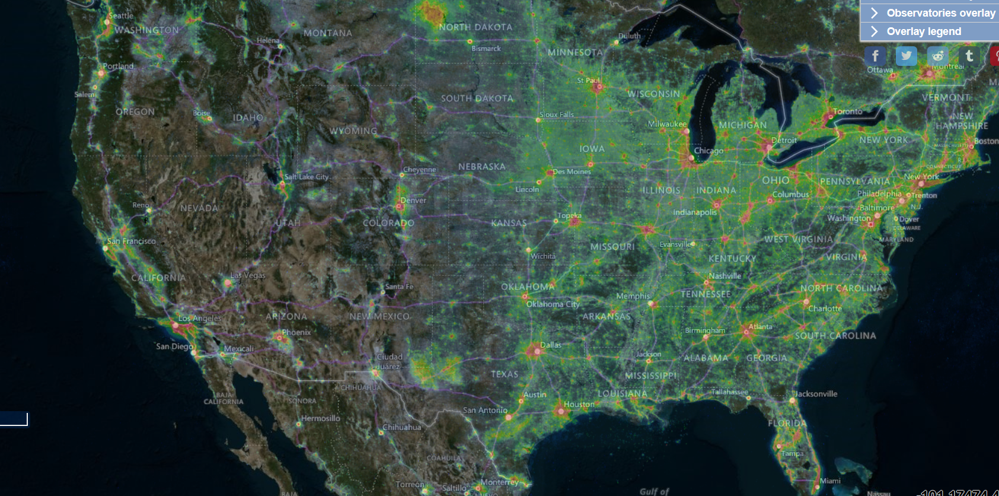 Observatories overlay
Overlay legend
f
t
Seattle
WASHINGTON
MONTANA
NORTH DAKOTA
Helena
Bismarck
Duluth
MINNESOTA
Portland
Ottawa
Montreal
St Paul
Salem
SOUTH DAKOTA
WISCONSIN
VERMONT
OREGON
Boise
IDAHO
Sioux Falls
Toronto
NEW
HAMPSHIRE
WYOMING
Milwaukee
MICHIGAN
Detroit
NEW YORK
Boston
MASSACHUSETTS
IOWA
Chicago
R.I.
CONNECTICUT
NEBRASKA
Cheyenne
Des Moines
Salt Lake City
OHIO
PENNSYLVANIA
New York
Lincoln
ILLINOIS
INDIANA
Columbus
Philadelphia
Trenton
Reno
NEVADA
Denver
Indianapolis
Baltimore
N.J.
UTAH
COLORADO
KANSAS
Topeka
Washington
Dover
DELAWARE
San Francisco
MISSOURI
Evansville
WEST VIRGINIA
MARYLAND
Wichita
KENTUCKY
VIRGINIA
CALIFORNIA
Las Vegas
Nashville
Santa Fe
OKLAHOMA
Memphis
TENNESSEE
NORTH CAROLINA
Oklahoma City
Charlotte
Los Angeles
ARIZONA
NEW MEXICO
ARKANSAS
Phoenix
Birmingham
Atlanta
SOUTH CAROLINA
San Diego
Mexicali
Dallas
Ciudad
Juárez
Jackson
ALABAMA
GEORGIA
TEXAS
MISSISSIPPI
CHIHUAHUA
BAJA
CALIFORNIA
SONORA
Austin
LOUISIANA
Tallahassee
Jacksonville
San Antonio
Houston
Hermosillo
Chihuahua
FLORIDA
Tampa
COAHUILA
Torreón
Saltillo
Monterrey
Miami
BAJA
NUEVO
Gulf of
Nassau